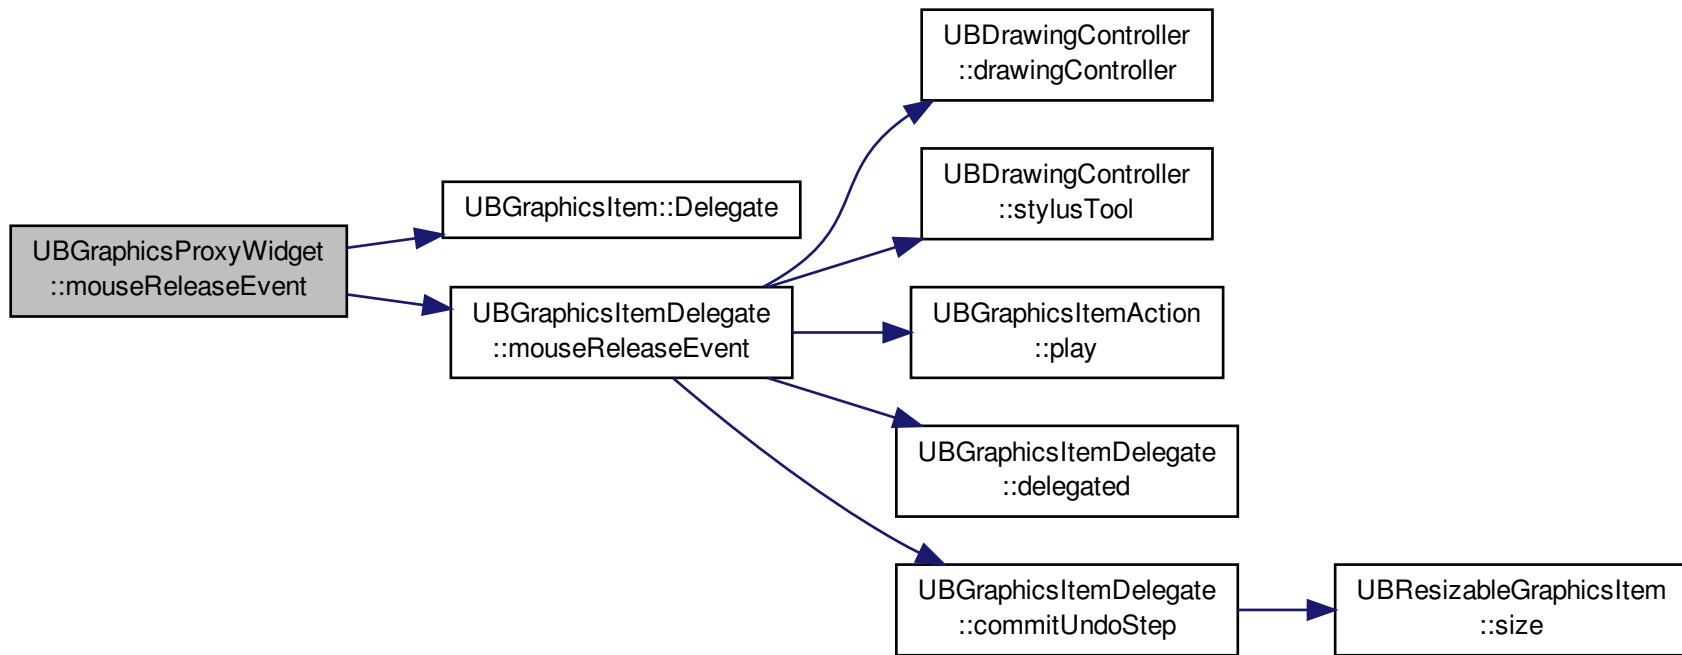 UBGraphicsProxyWidget
::mouseReleaseEvent
UBGraphicsItem::Delegate
UBGraphicsItemDelegate
::mouseReleaseEvent
UBDrawingController
::drawingController
UBDrawingController
::stylusTool
UBGraphicsItemAction
::play
UBGraphicsItemDelegate
::delegated
UBGraphicsItemDelegate
::commitUndoStep
UBResizableGraphicsItem
::size